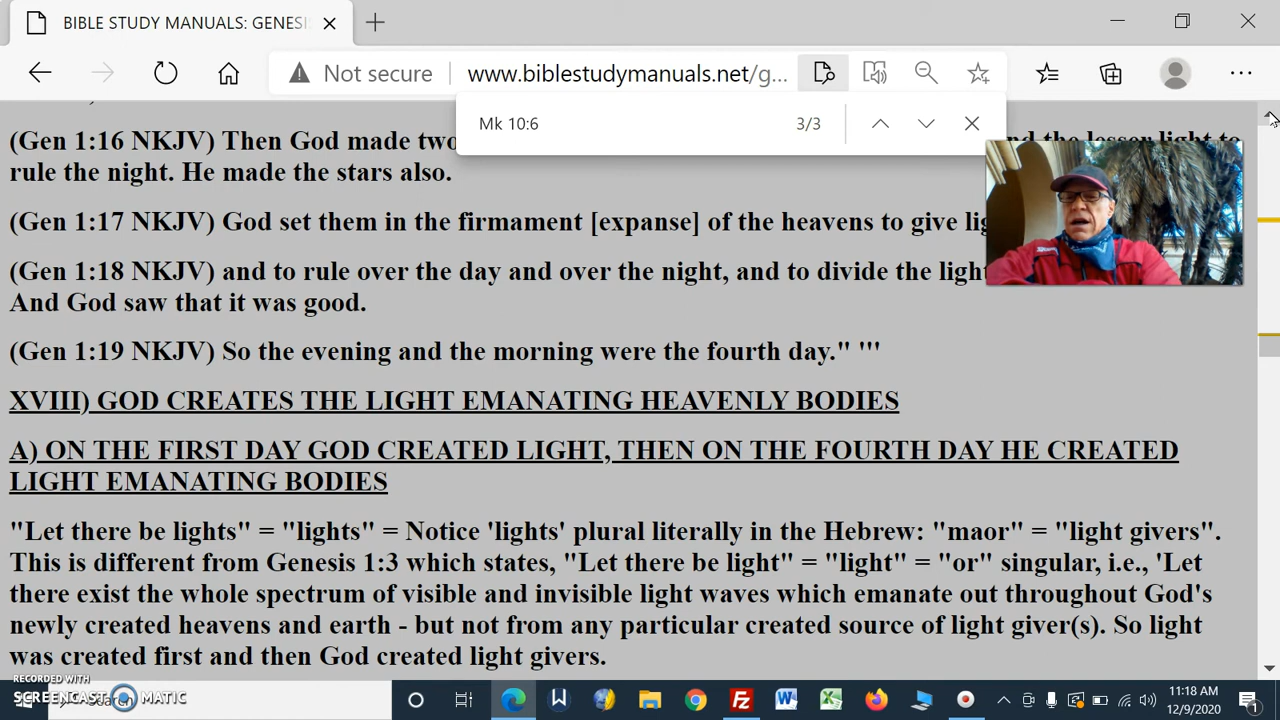 BIBLE STUDY MANUALS: GENESIS
Not secure www.biblestudymanuals.net/g...
Mk 10:6 3/3
(Gen 1:16 NKJV) Then God made two nd the lesser light to
rule the night. He made the stars also.
(Gen 1:17 NKJV) God set them in the firmament [expanse] of the heavens to give lig
(Gen 1:18 NKJV) and to rule over the day and over the night, and to divide the light
And God saw that it was good.
(Gen 1:19 NKJV) So the evening and the morning were the fourth day." '"
XVIII) GOD CREATES THE LIGHT EMANATING HEAVENLY BODIES
A) ON THE FIRST DAY GOD CREATED LIGHT, THEN ON THE FOURTH DAY HE CREATED
LIGHT EMANATING BODIES
"Let there be lights" = "lights" = Notice 'lights' plural literally in the Hebrew: "maor" = "light givers".
This is different from Genesis 1:3 which states, "Let there be light" = "light" = "or" singular, i.e., 'Let
there exist the whole spectrum of visible and invisible light waves which emanate out throughout God's
newly created heavens and earth - but not from any particular created source of light giver(s). So light
was created first and then God created light givers.
RECORDED WITH
SCREENCAST MATIC
Search
11:18 AM
12/9/2020
1